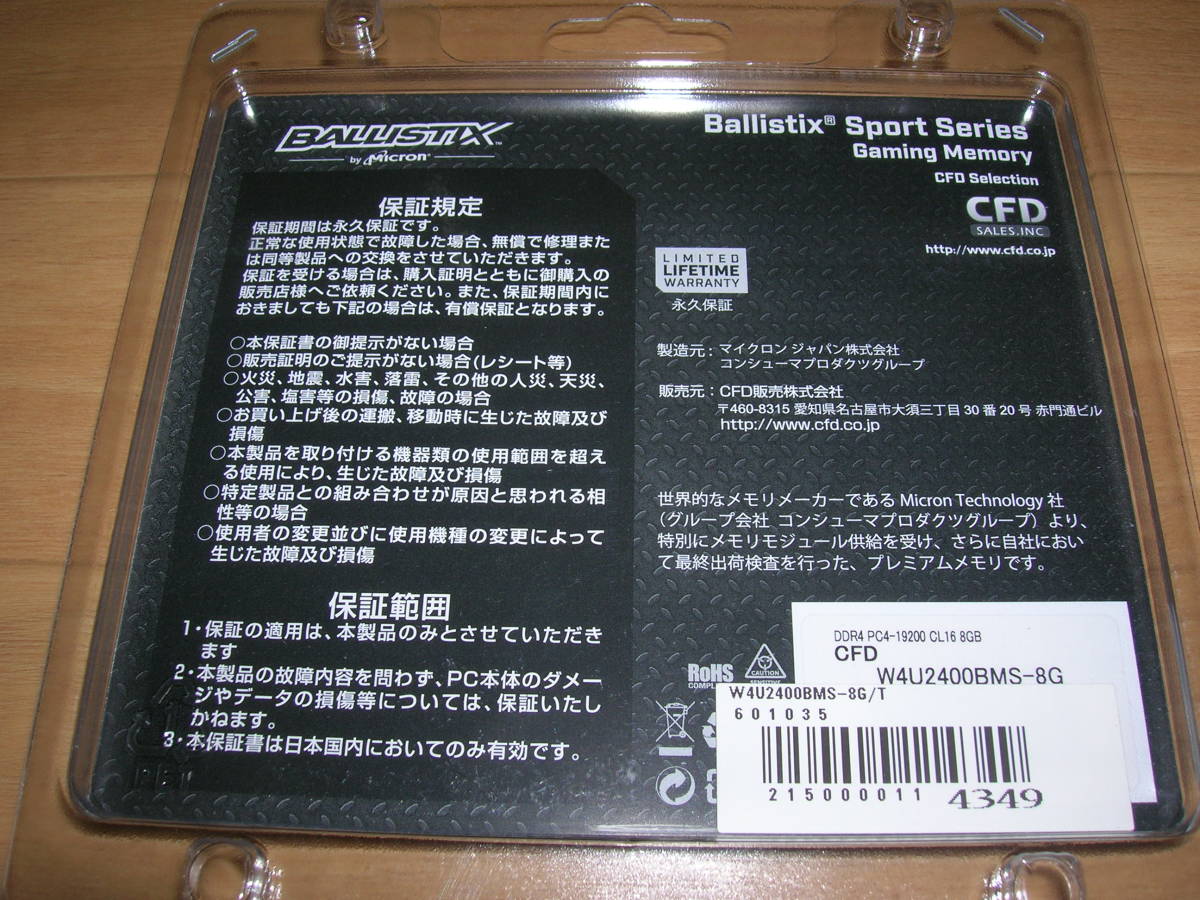 BALLISTIX™
by Micron®
Ballistix® Sport Series
Gaming Memory
CFD Selection
CFD
SALES.INC
http://www.cfd.co.jp
保証規定
保証期間は永久保証です。
正常な使用状態で故障した場合、無償で修理また
は同等製品への交換をさせていただきます。
保証を受ける場合は、購入証明とともに御購入の
販売店様へご依頼ください。また、保証期間内に
おきましても下記の場合は、有償保証となります。
○本保証書の御提示がない場合
○販売証明のご提示がない場合(レシート等)
○火災、地震、水害、落雷、その他の人災、天災、
公害、塩害等の損傷、故障の場合
○お買い上げ後の運搬、移動時に生じた故障及び
損傷
○本製品を取り付ける機器類の使用範囲を超え
る使用により、生じた故障及び損傷
○特定製品との組み合わせが原因と思われる相
性等の場合
○使用者の変更並びに使用機種の変更によって
生じた故障及び損傷
保証範囲
1・保証の適用は、本製品のみとさせていただき
ます
2・本製品の故障内容を問わず、PC本体のダメー
ジやデータの損傷等については、保証いたし
かねます。
3・本保証書は日本国内においてのみ有効です。
LIMITED
LIFETIME
WARRANTY
永久保証
製造元：マイクロン ジャパン株式会社
コンシューマプロダクツグループ
販売元：CFD販売株式会社
〒460-8315 愛知県名古屋市大須三丁目30番20号 赤門通ビル
http://www.cfd.co.jp
世界的なメモリメーカーである Micron Technology 社
（グループ会社 コンシューマプロダクツグループ）より、
特別にメモリモジュール供給を受け、さらに自社におい
て最終出荷検査を行った、プレミアムメモリです。
RoHS
CAUTION
DDR4 PC4-19200 CL16 8GB
CFD
W4U2400BMS-8G
W4U2400BMS-8G/T
601035
215000011 4349